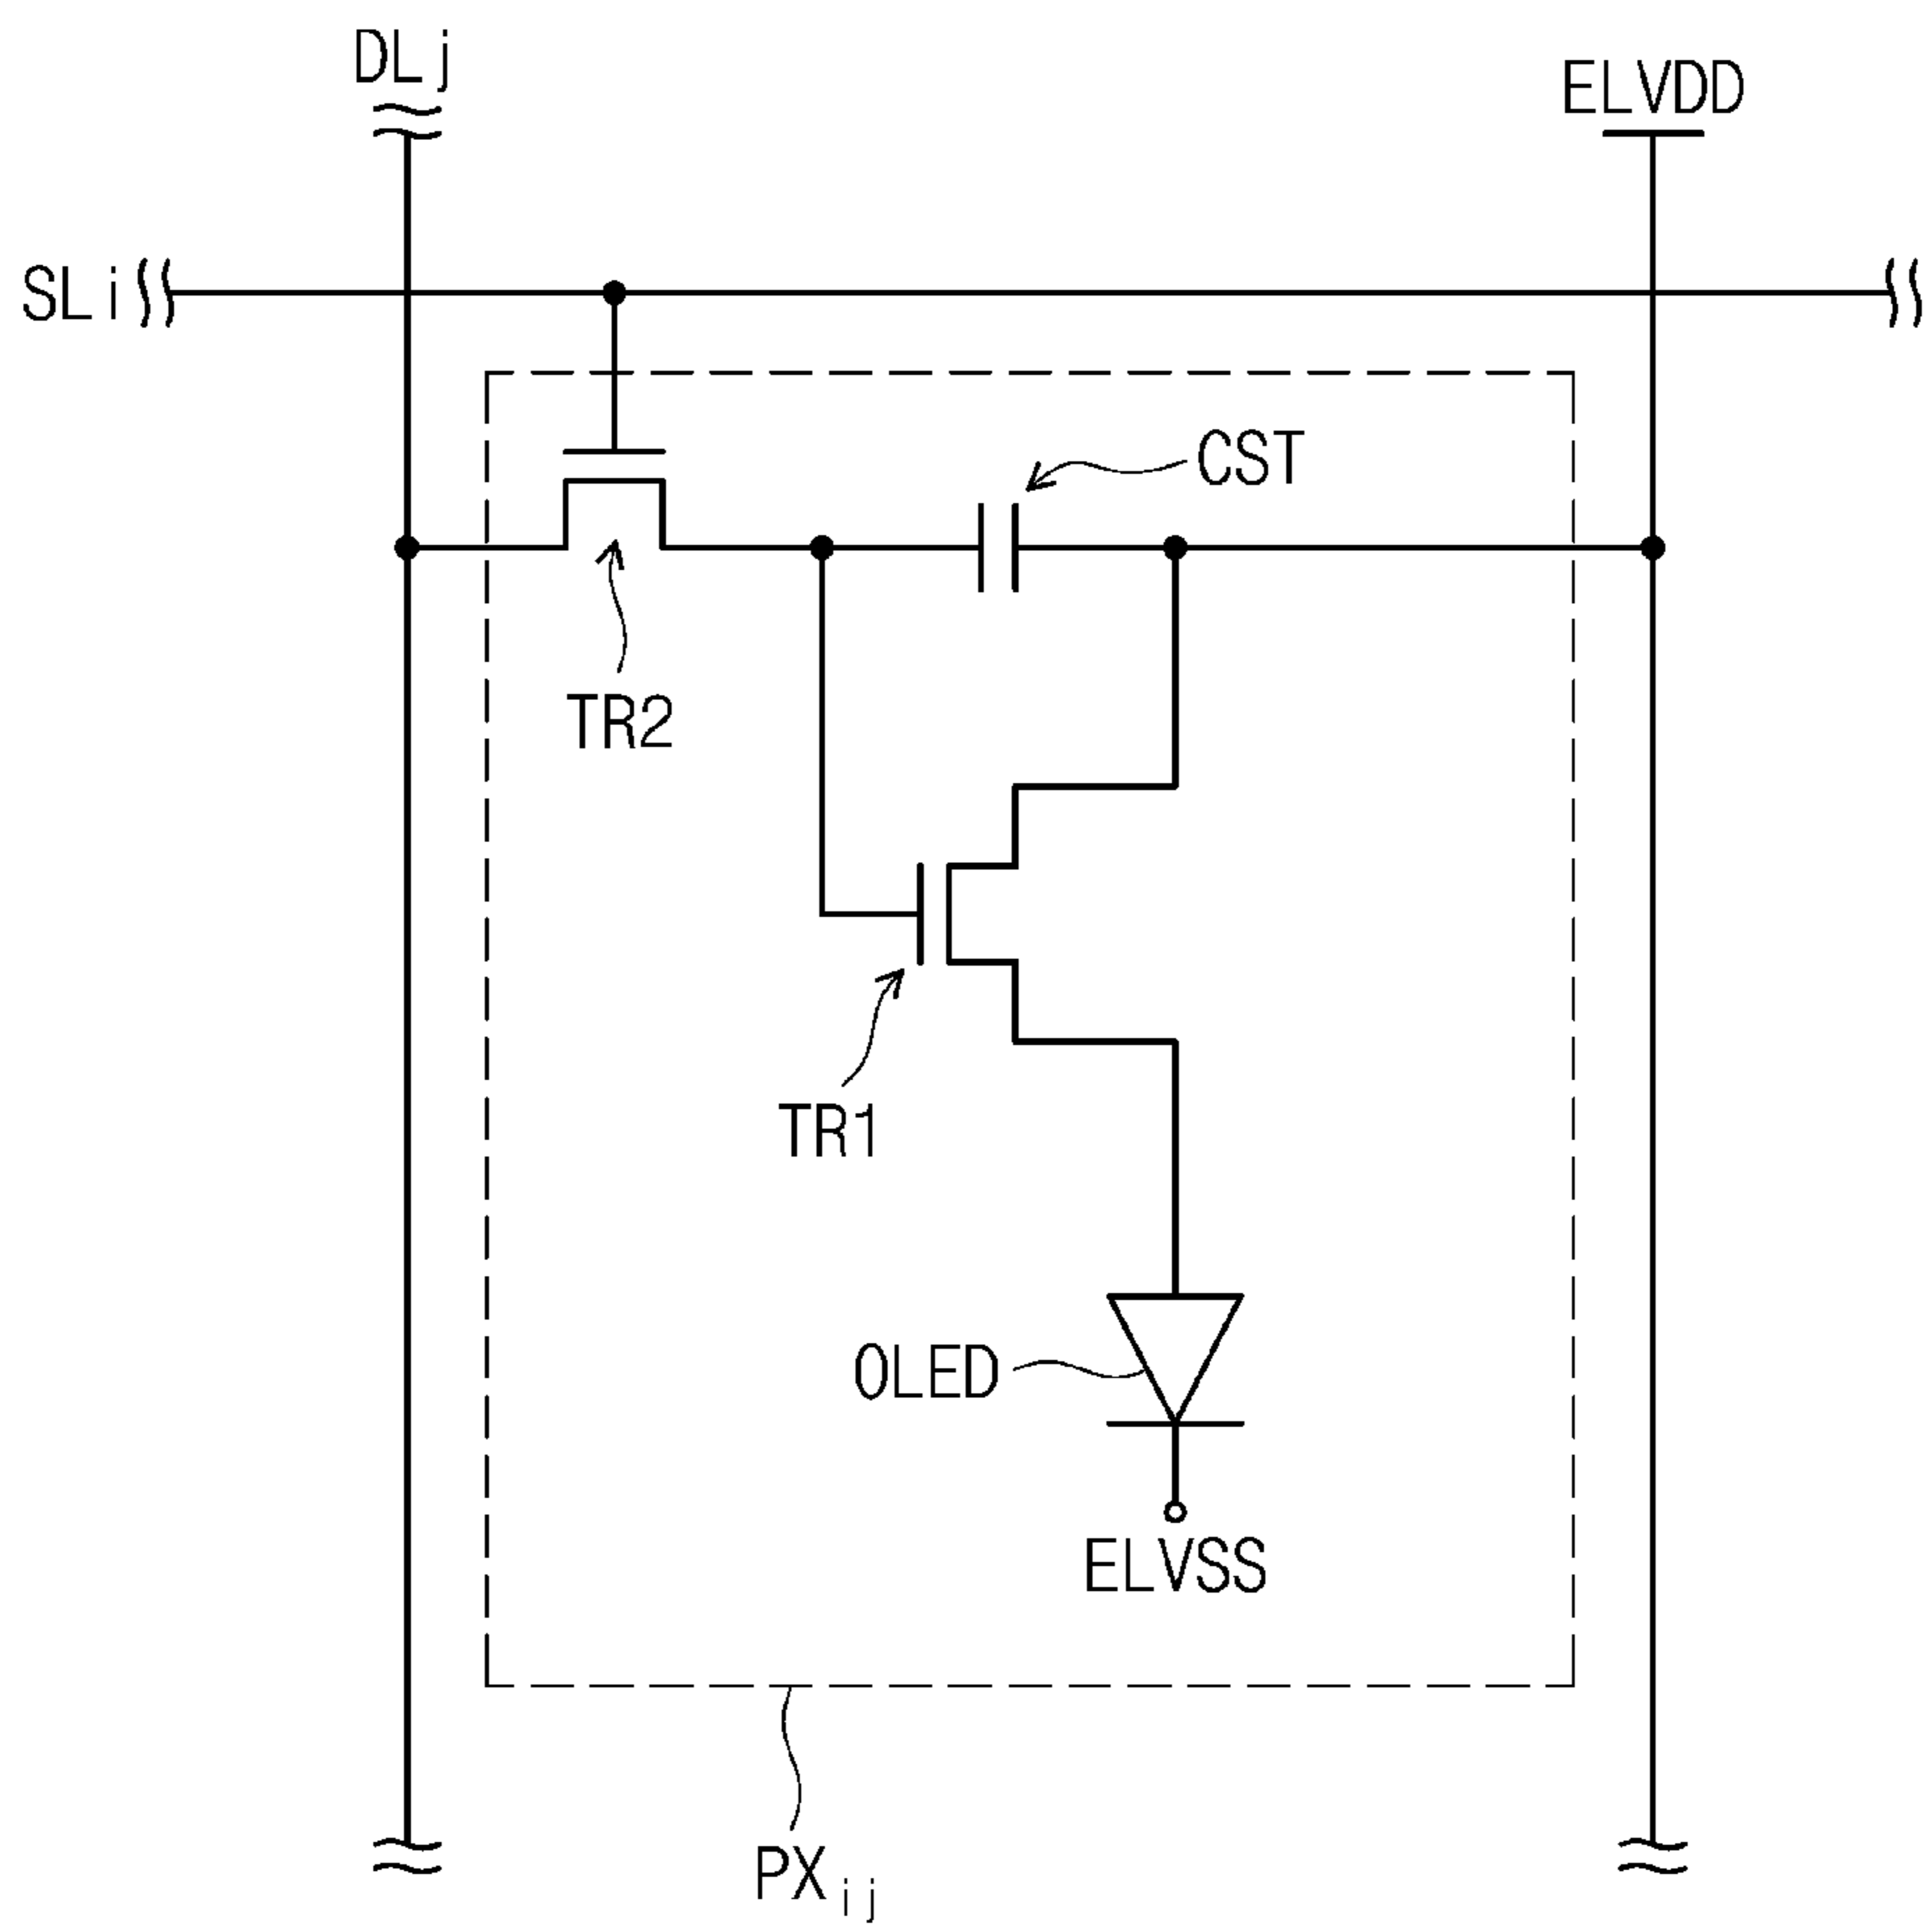 DLj
ELVDD
SLi
CST
TR2
TR1
OLED
ELVSS
PXij